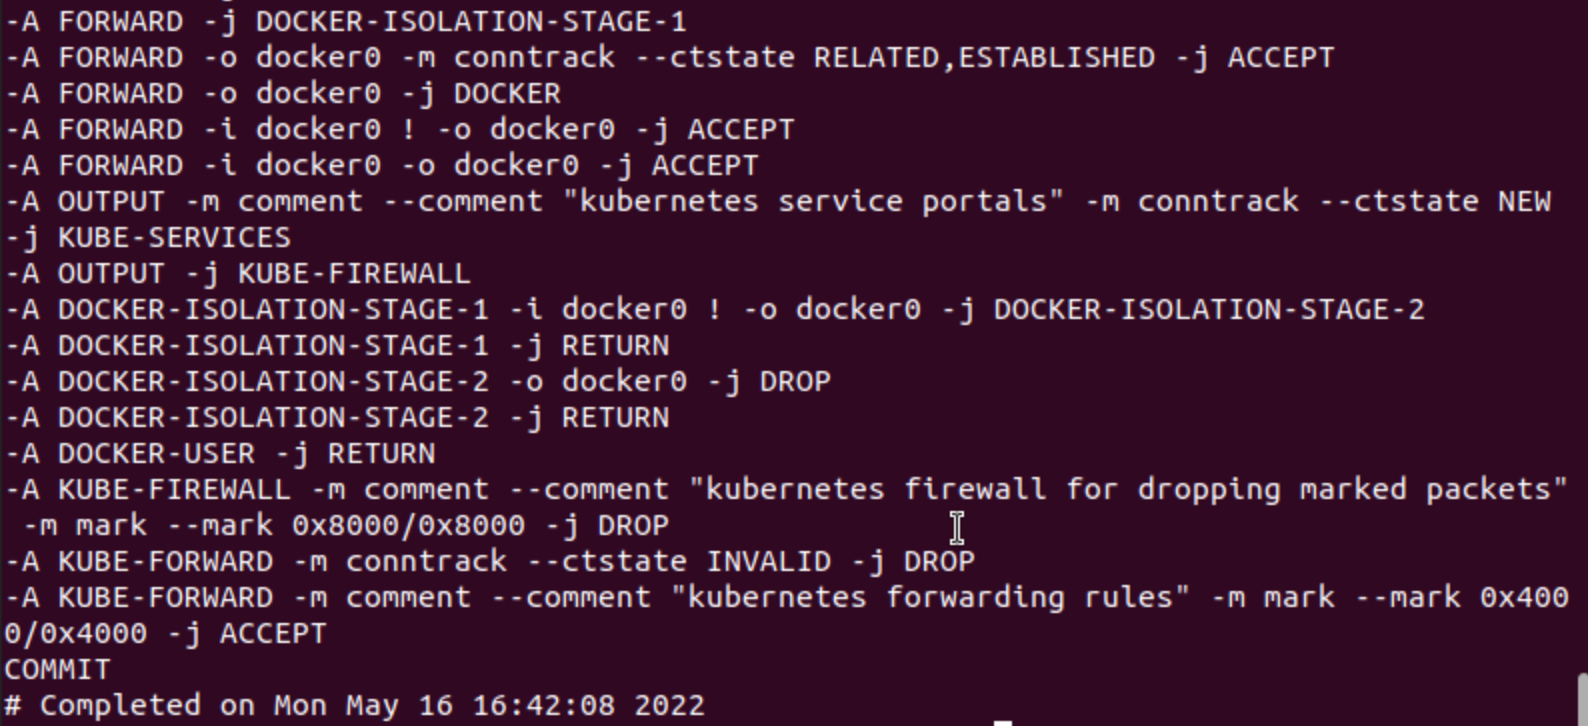 -A FORWARD -j DOCKER-ISOLATION-STAGE-1
-A FORWARD -o docker0 -m conntrack --ctstate RELATED,ESTABLISHED -j ACCEPT
-A FORWARD -o docker0 -j DOCKER
-A FORWARD -i docker0 ! -o docker0 -j ACCEPT
-A FORWARD -i docker0 -o docker0 -j ACCEPT
-A OUTPUT -m comment --comment "kubernetes service portals" -m conntrack --ctstate NEW
-j KUBE-SERVICES
-A OUTPUT -j KUBE-FIREWALL
-A DOCKER-ISOLATION-STAGE-1 -i docker0 ! -o docker0 -j DOCKER-ISOLATION-STAGE-2
-A DOCKER-ISOLATION-STAGE-1 -j RETURN
-A DOCKER-ISOLATION-STAGE-2 -o docker0 -j DROP
-A DOCKER-ISOLATION-STAGE-2 -j RETURN
-A DOCKER-USER -j RETURN
-A KUBE-FIREWALL -m comment --comment "kubernetes firewall for dropping marked packets"
 -m mark --mark 0x8000/0x8000 -j DROP
-A KUBE-FORWARD -m conntrack --ctstate INVALID -j DROP
-A KUBE-FORWARD -m comment --comment "kubernetes forwarding rules" -m mark --mark 0x400
0/0x4000 -j ACCEPT
COMMIT
# Completed on Mon May 16 16:42:08 2022